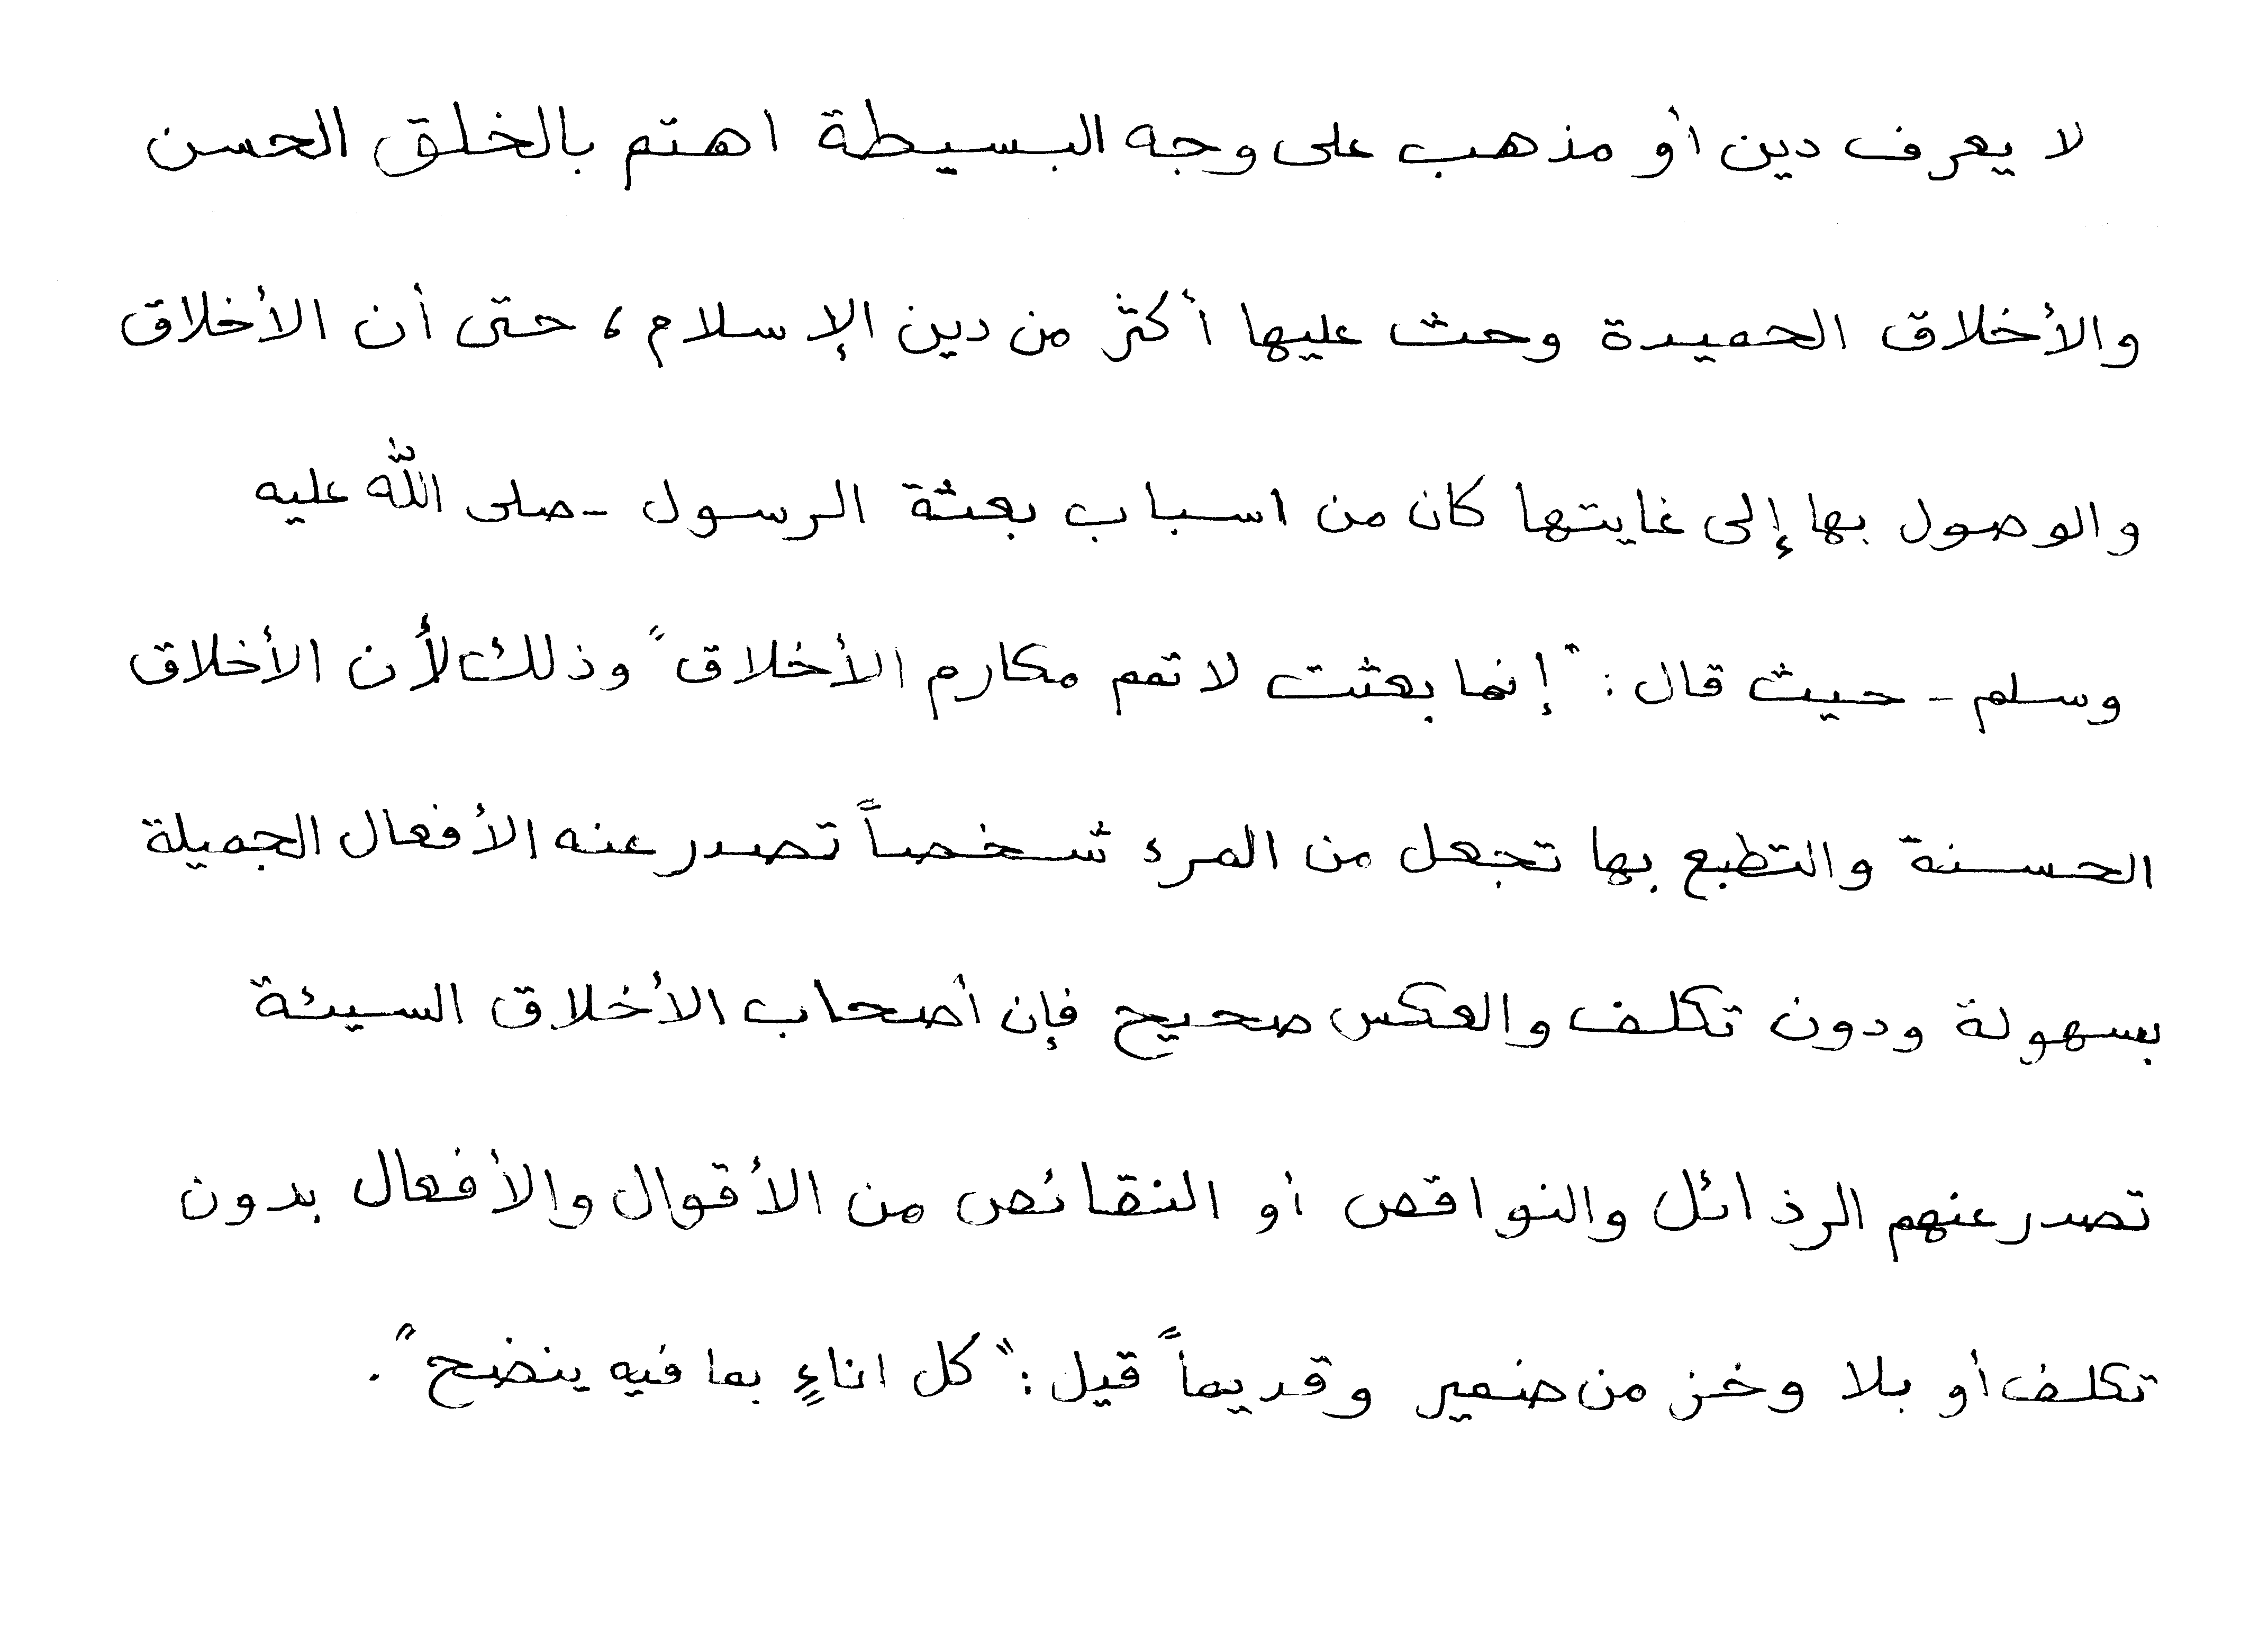 لا يعرف دين أو مذهب على وجه البسيطة اهتم بالخلق الحسن
والأخلاق الحميدة وحث عليها أكثر من دين الإسلام، حتى أن الأخلاق
والوصول بها إلى غايتها كان من اسباب بعثة الرسول -صلى اللّٰه عليه
وسلم- حيث قال: "إنما بعثت لاتمم مكارم الأخلاق" وذلك لأن الأخلاق
الحسنة والتطبع بها تجعل من المرء شخصاً تصدر عنه الأفعال الجميلة
بسهولة ودون تكلف والعكس صحيح فإن أصحاب الأخلاق السيئة
تصدر عنهم الرذائل والنواقص أو النقائص من الأقوال والأفعال بدون
تكلف أو بلا وخز من ضمير وقديماً قيل: "كل اناءٍ بما فيه ينضح".